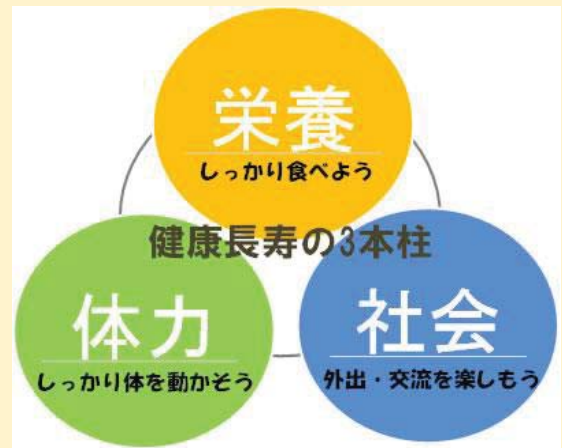 栄養
しっかり食べよう
健康長寿の3本柱
体力
しっかり体を動かそう
社会
外出・交流を楽しもう